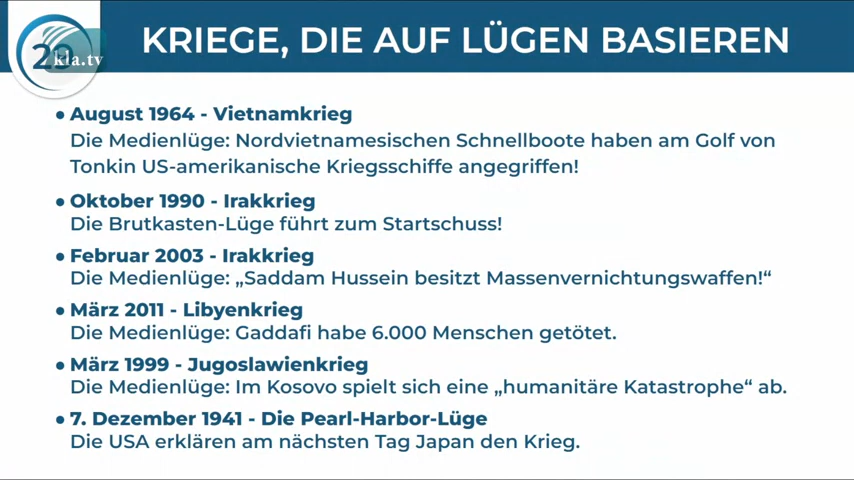 KRIEGE, DIE AUF LÜGEN BASIEREN
29
kla.tv
• August 1964 - Vietnamkrieg
Die Medienlüge: Nordvietnamesischen Schnellboote haben am Golf von
Tonkin US-amerikanische Kriegsschiffe angegriffen!
• Oktober 1990 - Irakkrieg
Die Brutkasten-Lüge führt zum Startschuss!
• Februar 2003 - Irakkrieg
Die Medienlüge: „Saddam Hussein besitzt Massenvernichtungswaffen!“
• März 2011 - Libyenkrieg
Die Medienlüge: Gaddafi habe 6.000 Menschen getötet.
• März 1999 - Jugoslawienkrieg
Die Medienlüge: Im Kosovo spielt sich eine „humanitäre Katastrophe“ ab.
• 7. Dezember 1941 - Die Pearl-Harbor-Lüge
Die USA erklären am nächsten Tag Japan den Krieg.